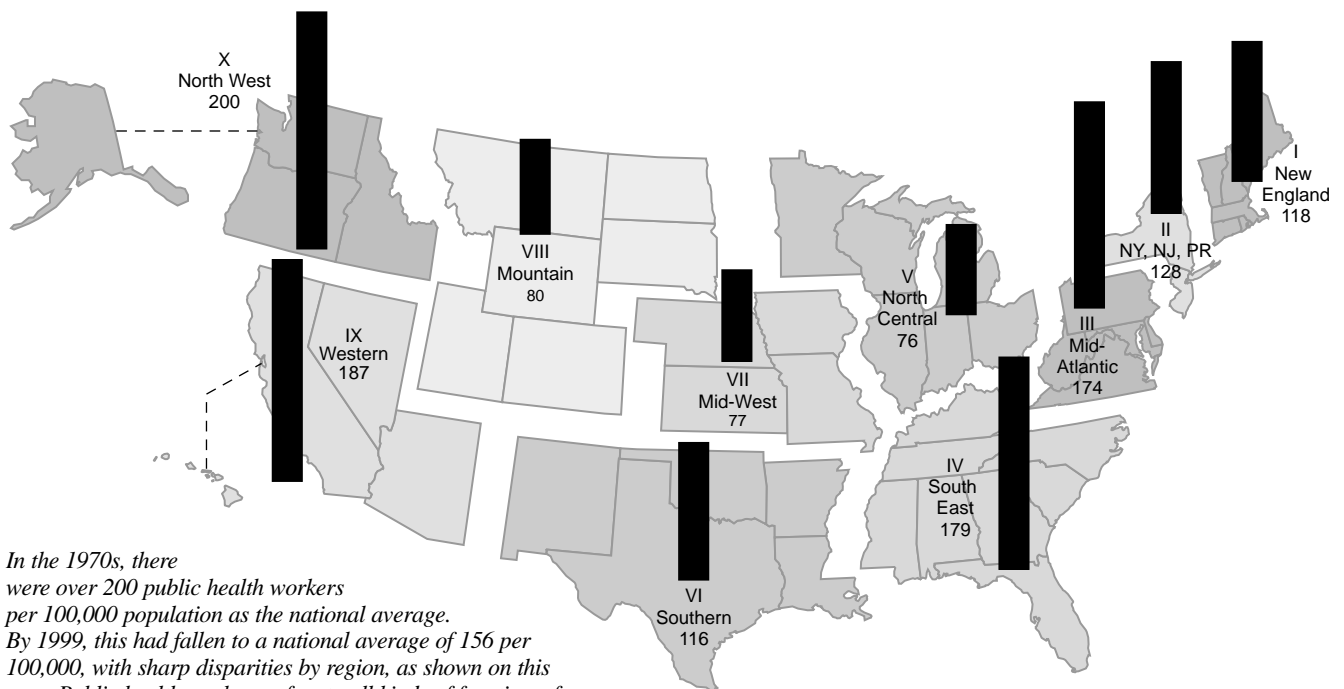 X
North West
200
VIII
Mountain
80
IX
Western
187
VII
Mid-West
77
V
North
Central
76
I
New
England
118
II
NY, NJ, PR
128
III
Mid-
Atlantic
174
IV
South
East
179
VI
Southern
116
In the 1970s, there
were over 200 public health workers
per 100,000 population as the national average.
By 1999, this had fallen to a national average of 156 per
100,000, with sharp disparities by region, as shown on this